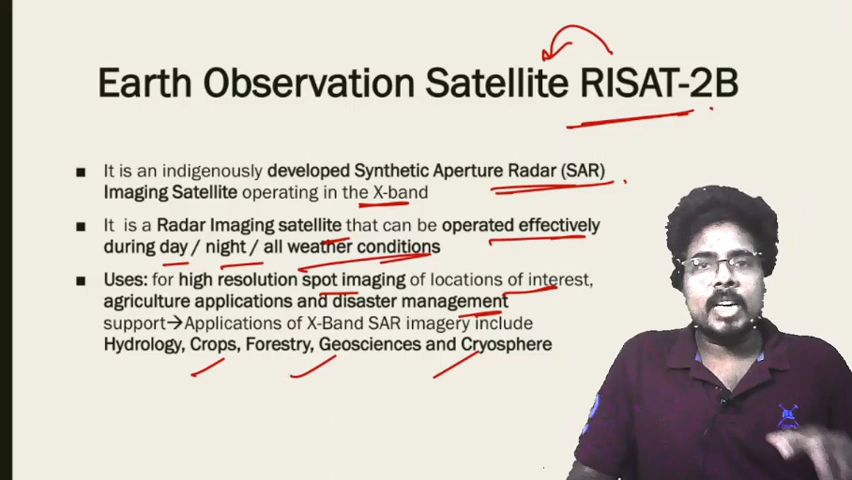 Earth Observation Satellite RISAT-2B
It is an indigenously developed Synthetic Aperture Radar (SAR)
Imaging Satellite operating in the X-band
It is a Radar Imaging satellite that can be operated effectively
during day / night / all weather conditions
Uses: for high resolution spot imaging of locations of interest,
agriculture applications and disaster management
support→Applications of X-Band SAR imagery include
Hydrology, Crops, Forestry, Geosciences and Cryosphere